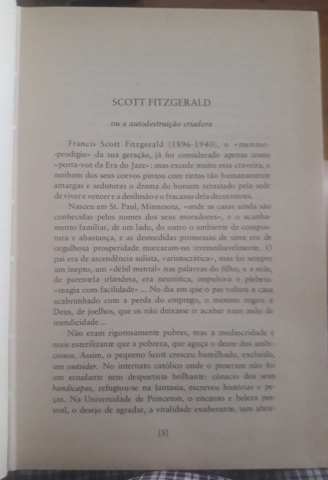 SCOTT FITZGERALD
ou a autodestruição criadora
Francis Scott Fitzgerald (1896-1940), o «menino-
-prodígio» da sua geração, já foi considerado apenas como
«porta-voz da Era do Jazz»: mas excede muito esta craveira, e
nenhum dos seus coevos pintou com tintas tão humanamente
amargas e sedutoras o drama do homem arrastado pela sede
de viver e vencer e a desilusão e o fracasso dela decorrentes.
Nasceu em St. Paul, Minnesota, «onde as casas ainda são
conhecidas pelos nomes dos seus moradores», e o acanha-
mento familiar, de um lado, do outro o ambiente de compos-
tura e abastança, e as desmedidas promessas de uma era de
orgulhosa prosperidade marcaram-no irremediavelmente. O
pai era de ascendência sulista, «aristocrática», mas foi sempre
um inepto, um «débil mental» nas palavras do filho; e a mãe,
de parentela irlandesa, era neurótica, impulsiva e plebeia:
«reagia com facilidade»... No dia em que o pai voltou a casa
acabrunhado com a perda do emprego, o menino rogou a
Deus, de joelhos, que os não deixasse ir acabar num asilo de
mendicidade...
Não eram rigorosamente pobres, mas a mediocridade é
mais esterilizante que a pobreza, que aguça o dente dos ambi-
ciosos. Assim, o pequeno Scott cresceu humilhado, excluído,
um outsider. No internato católico onde o puseram não foi
um estudante nem desportista brilhante: cônscio dos seus
handicapes, refugiou-se na fantasia, escreveu histórias e pe-
ças. Na Universidade de Princeton, o encanto e beleza pes-
soal, o desejo de agradar, a vitalidade exuberante, iam alter-
[8]